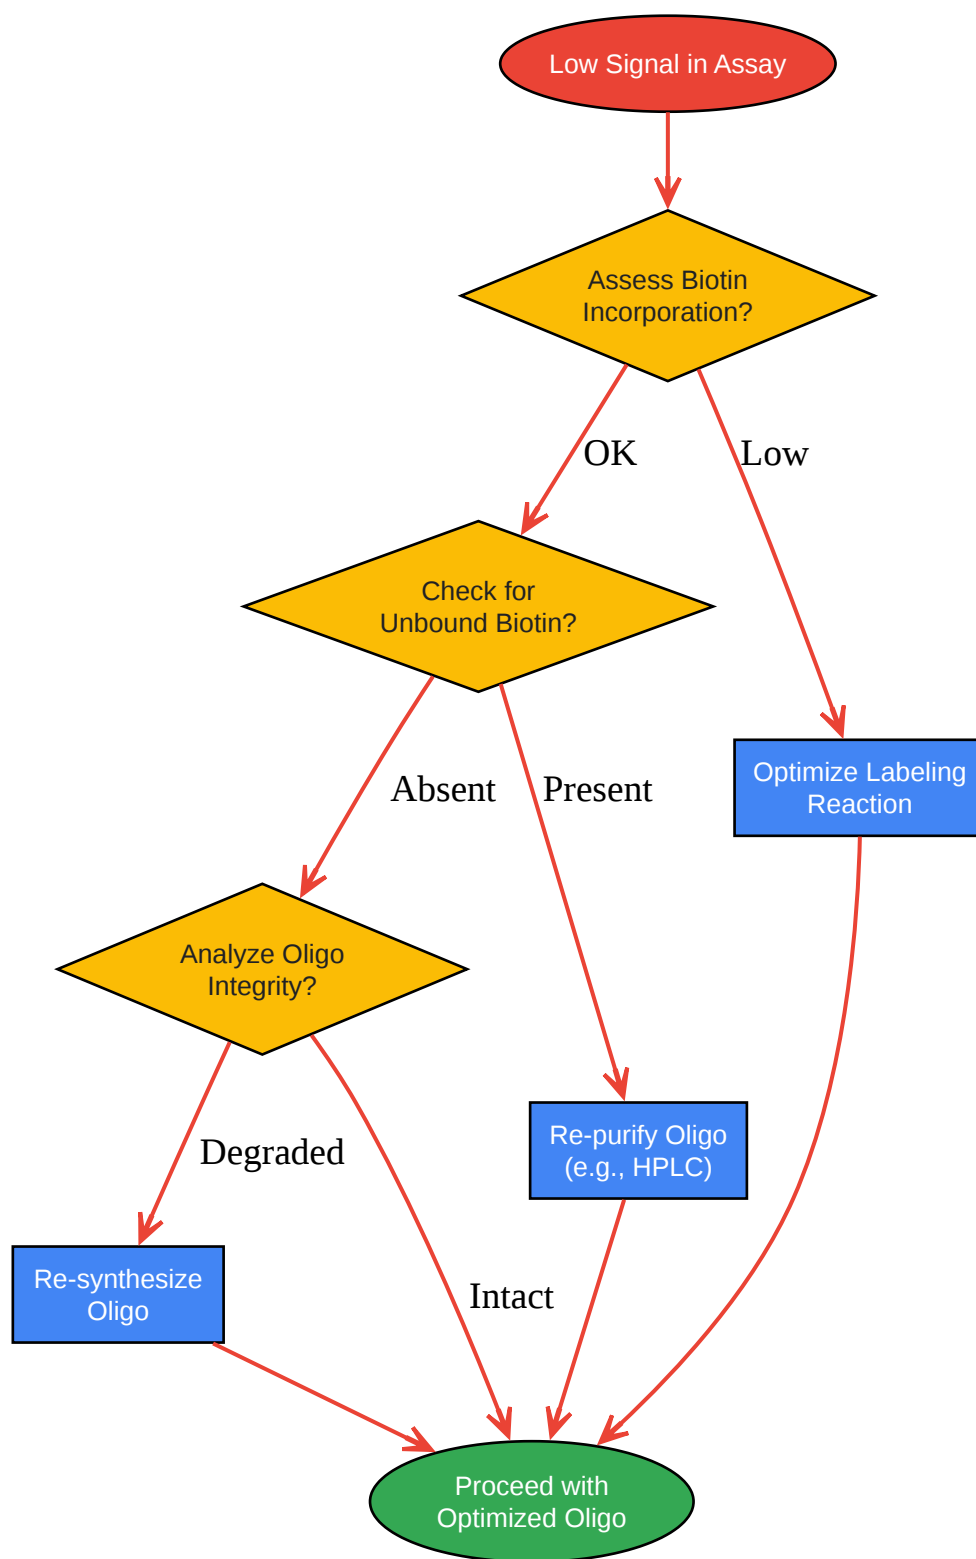 Low Signal in Assay
Assess Biotin
Incorporation?
OK
Low
Check for
Unbound Biotin?
Absent
Present
Optimize Labeling
Reaction
Analyze Oligo
Integrity?
Degraded
Re-purify Oligo
(e.g., HPLC)
Re-synthesize
Oligo
Intact
Proceed with
Optimized Oligo